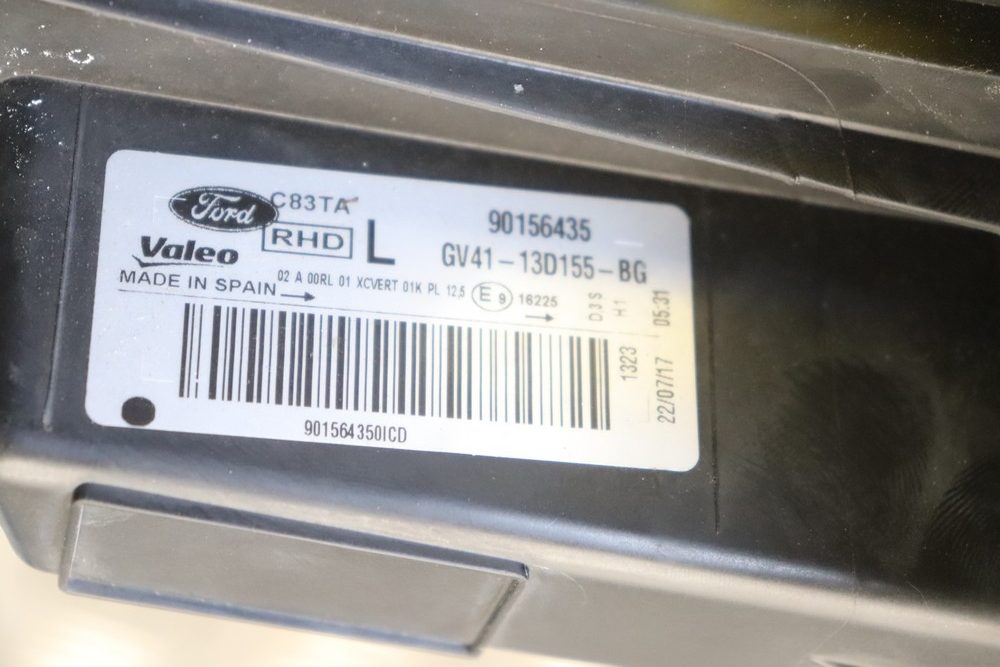 Ford C83TA
RHD L
90156435
GV41-13D155-BG
Valeo
MADE IN SPAIN
02 A 00RL 01 XCVERT 01K PL 12,5 E9 16225
D3S
H1
05:31
1323
22/07/17
901564350ICD